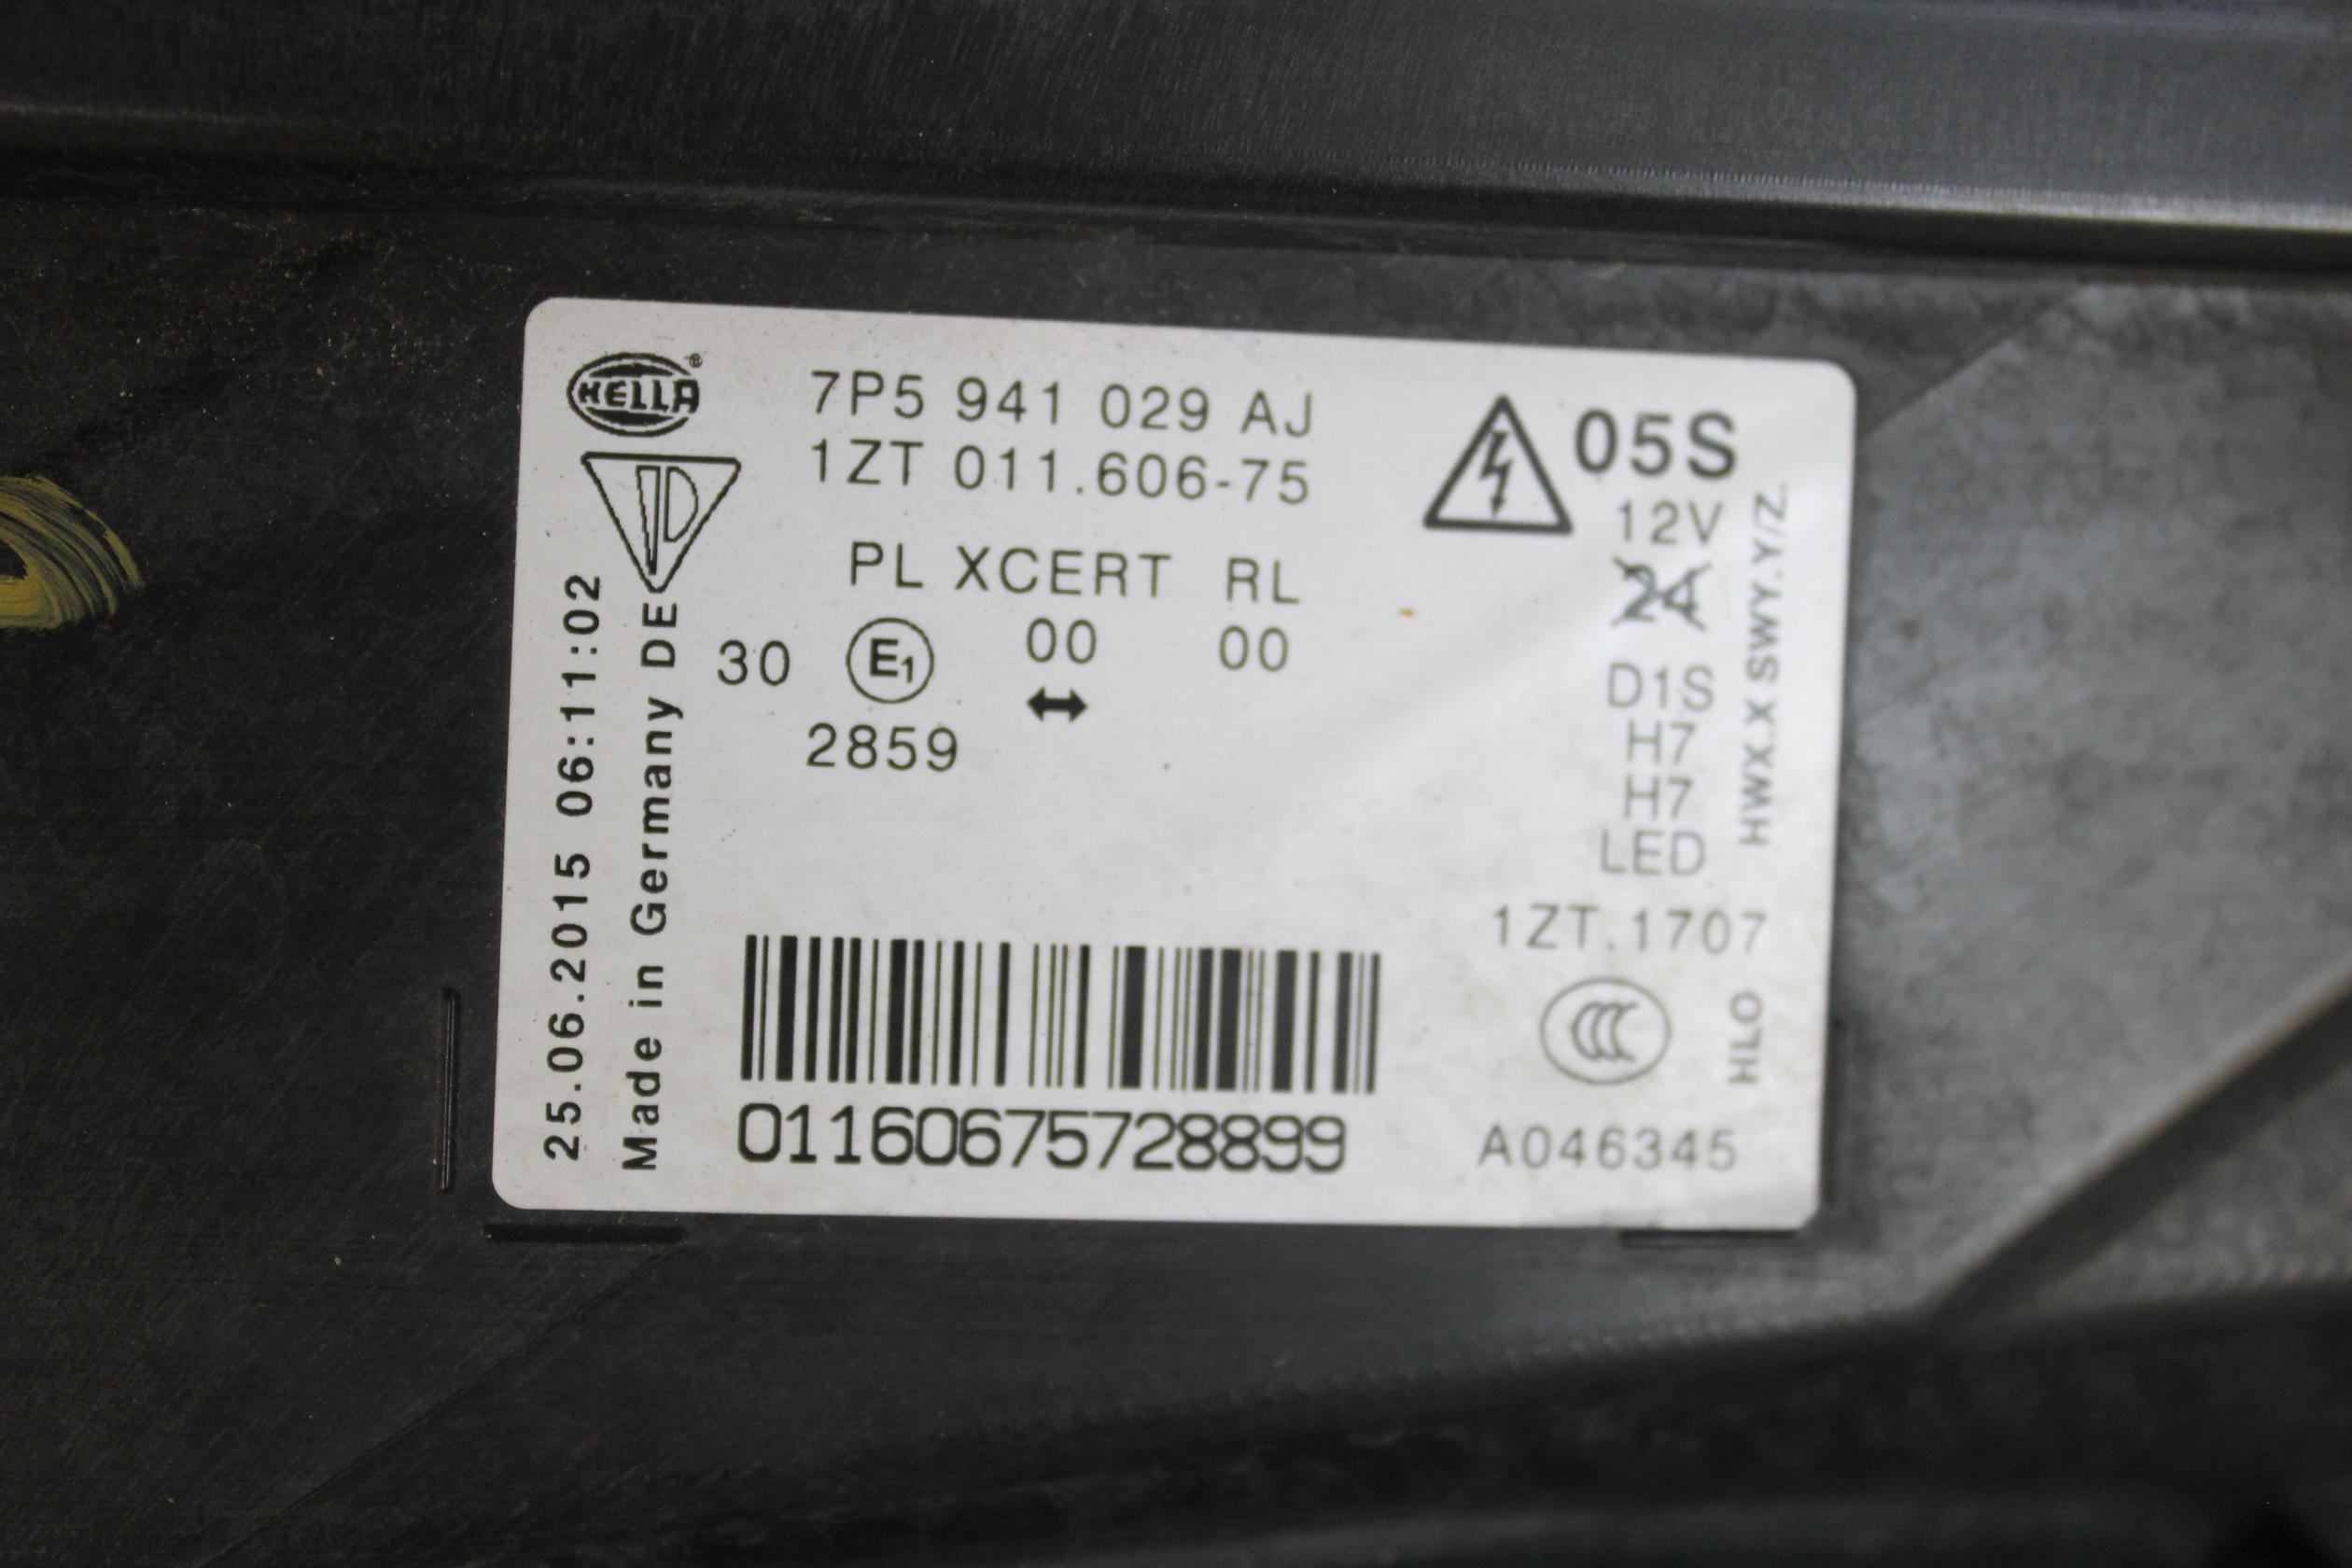 HELLA®
7P5 941 029 AJ
1ZT 011.606-75
PL XCERT RL
30 E1 00 00
2859
25.06.2015 06:11:02
Made in Germany DE
05S
12V
24
D1S
H7
H7
LED
HWX.X SWY.Y/Z.
1ZT.1707
CCC
HLO
01160675728899
A046345